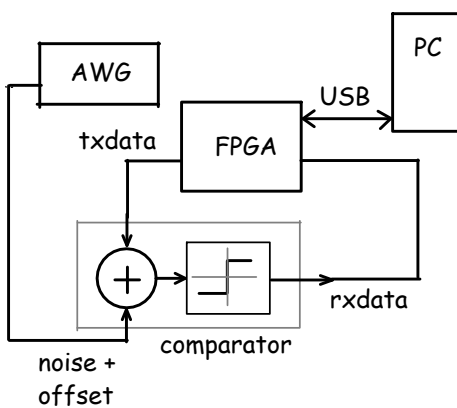 PC
AWG
USB
txdata
FPGA
+
rxdata
comparator
noise +
offset